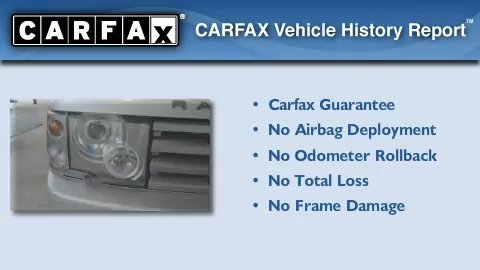 CARFAX®
CARFAX Vehicle History Report™
• Carfax Guarantee
• No Airbag Deployment
• No Odometer Rollback
• No Total Loss
• No Frame Damage